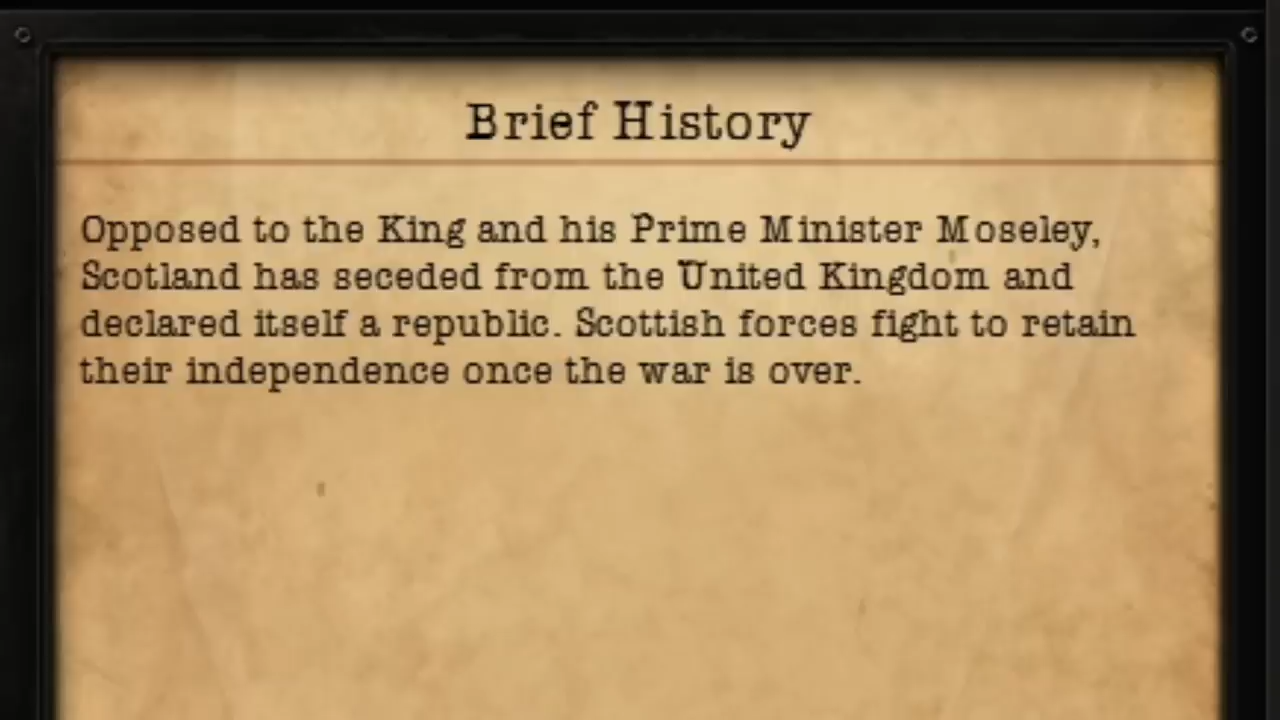 Brief History
Opposed to the King and his Prime Minister Moseley,
Scotland has seceded from the United Kingdom and
declared itself a republic. Scottish forces fight to retain
their independence once the war is over.